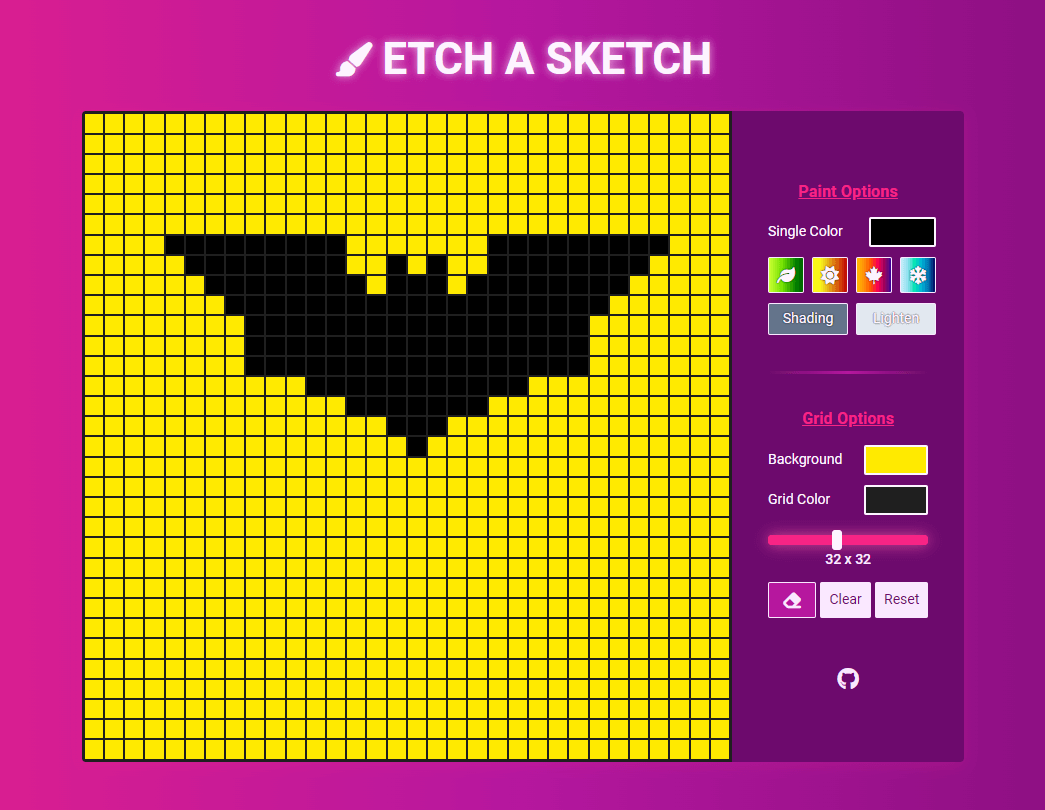 ETCH A SKETCH
Paint Options
Single Color
Shading Lighten
Grid Options
Background
Grid Color
32 x 32
Clear Reset